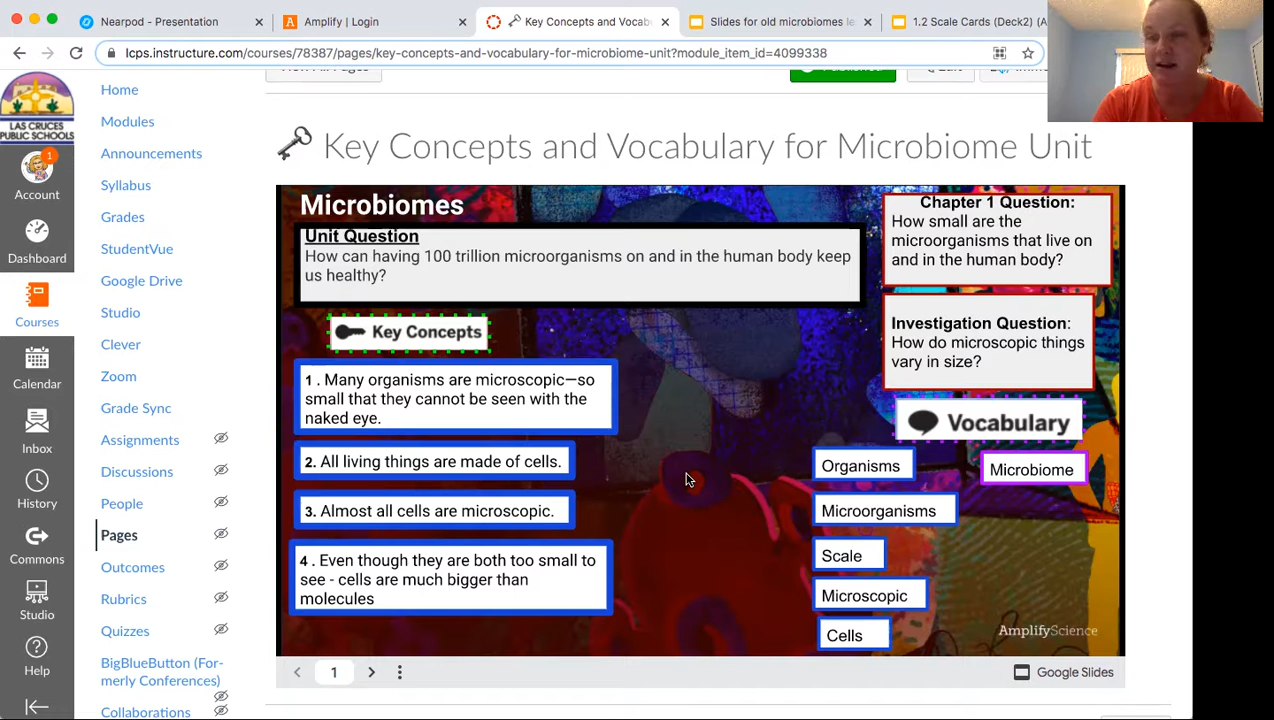 Nearpod - Presentation
Amplify | Login
Key Concepts and Vocab
Slides for old microbiomes le
1.2 Scale Cards (Deck2) (A
lcps.instructure.com/courses/78387/pages/key-concepts-and-vocabulary-for-microbiome-unit?module_item_id=4099338
LAS CRUCES
PUBLIC SCHOOLS
1
Account
Dashboard
Courses
Calendar
Inbox
History
Commons
Studio
Help
Home
Modules
Announcements
Syllabus
Grades
StudentVue
Google Drive
Studio
Clever
Zoom
Grade Sync
Assignments
Discussions
People
Pages
Outcomes
Rubrics
Quizzes
BigBlueButton (For-
merly Conferences)
Collaborations
View All Pages
Published
Edit
Key Concepts and Vocabulary for Microbiome Unit
Microbiomes
Unit Question
How can having 100 trillion microorganisms on and in the human body keep
us healthy?
Key Concepts
1 . Many organisms are microscopic—so
small that they cannot be seen with the
naked eye.
2. All living things are made of cells.
3. Almost all cells are microscopic.
4 . Even though they are both too small to
see - cells are much bigger than
molecules
Chapter 1 Question:
How small are the
microorganisms that live on
and in the human body?
Investigation Question:
How do microscopic things
vary in size?
Vocabulary
Organisms
Microbiome
Microorganisms
Scale
Microscopic
Cells
AmplifyScience
1
Google Slides